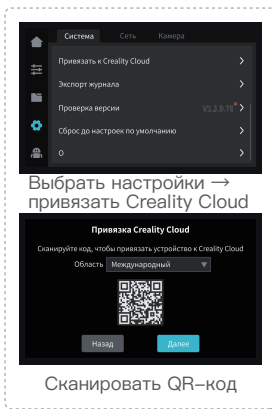 Система Сеть Камера
Привязать к Creality Cloud
Экспорт журнала
Проверка версии
Сброс до настроек по умолчанию
О
Выбрать настройки →
привязать Creality Cloud
Привязка Creality Cloud
Сканируйте код, чтобы привязать устройство к Creality Cloud
Область Международный
Назад Далее
Сканировать QR-код